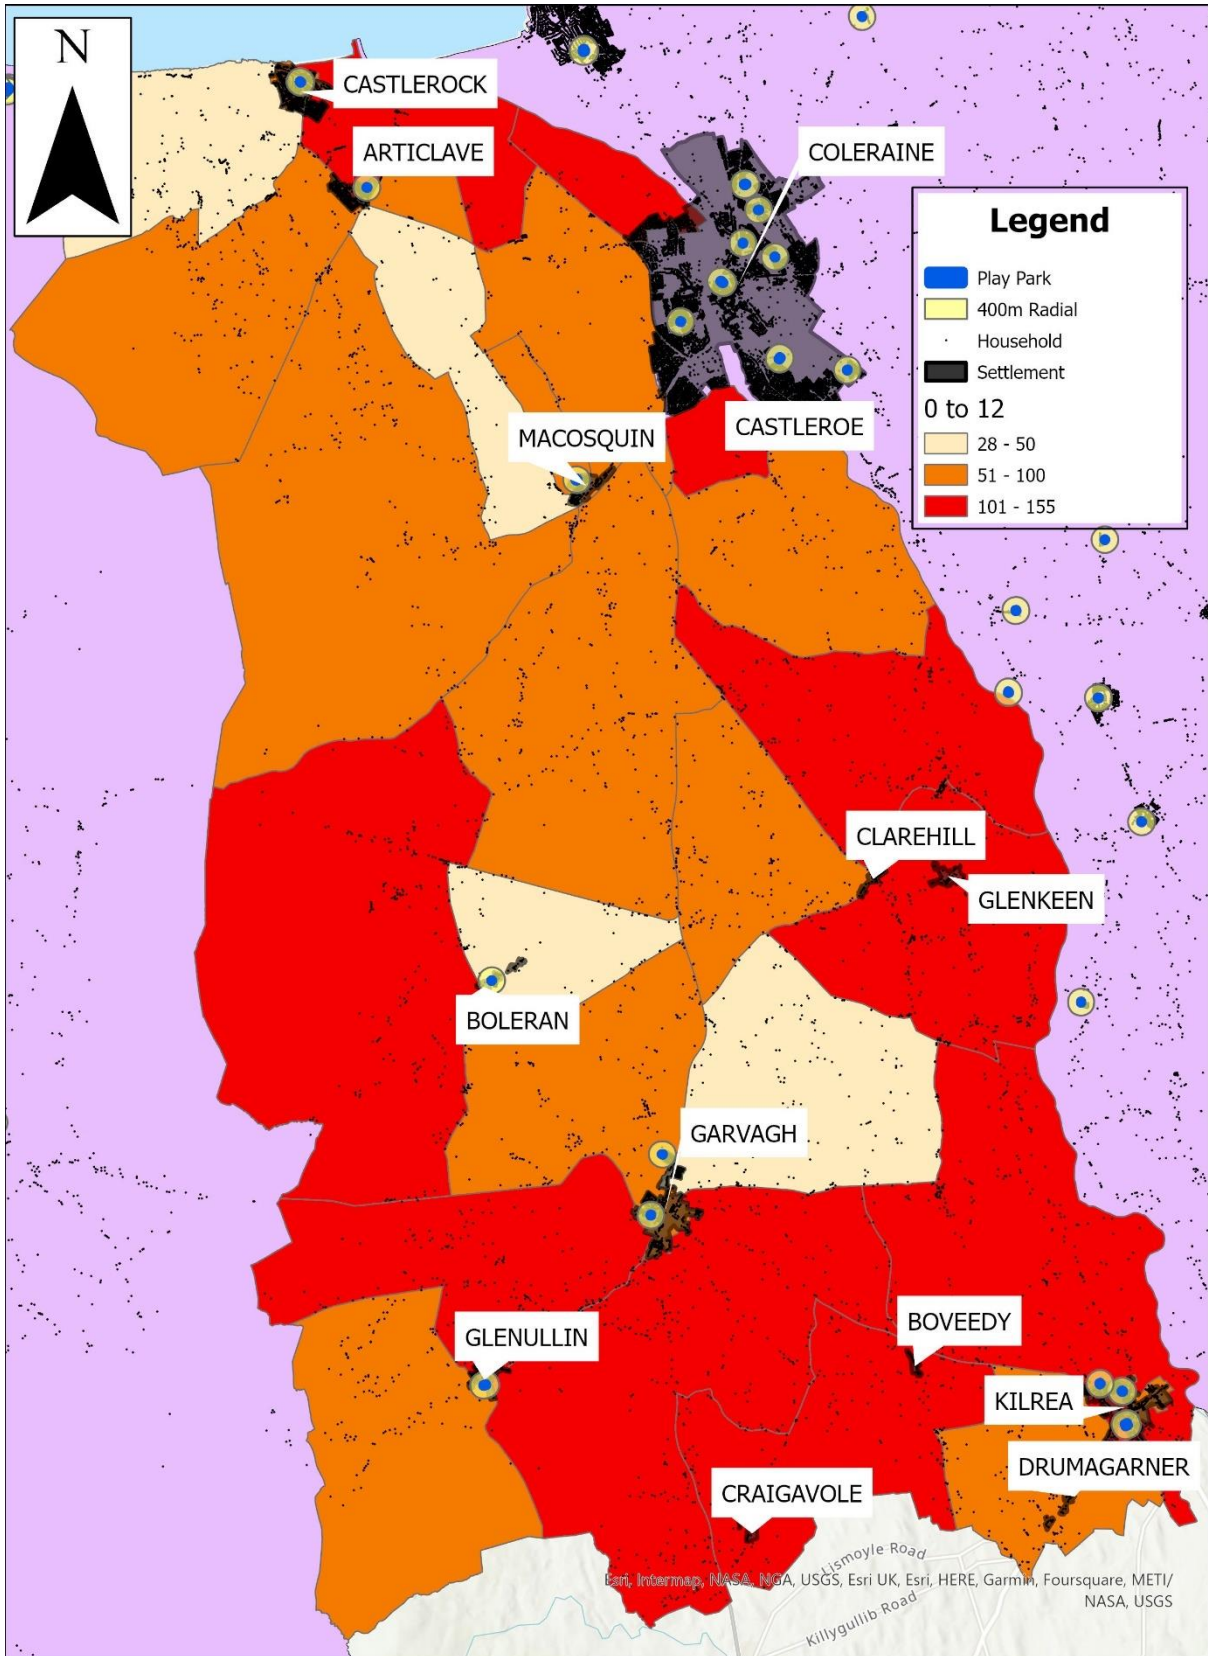 N
CASTLEROCK
ARTICLAVE
COLERAINE
Legend
Play Park
400m Radial
Household
Settlement
0 to 12
28 - 50
51 - 100
101 - 155
MACOSQUIN
CASTLEROE
CLAREHILL
GLENKEEN
BOLERAN
GARVAGH
BOVEEDY
GLENULLIN
KILREA
DRUMAGARNER
CRAIGAVOLE
Lismoyle Road
Esri, Intermap, NASA, NGA, USGS, Esri UK, Esri, HERE, Garmin, Foursquare, METI/
NASA, USGS
Killygullib Road